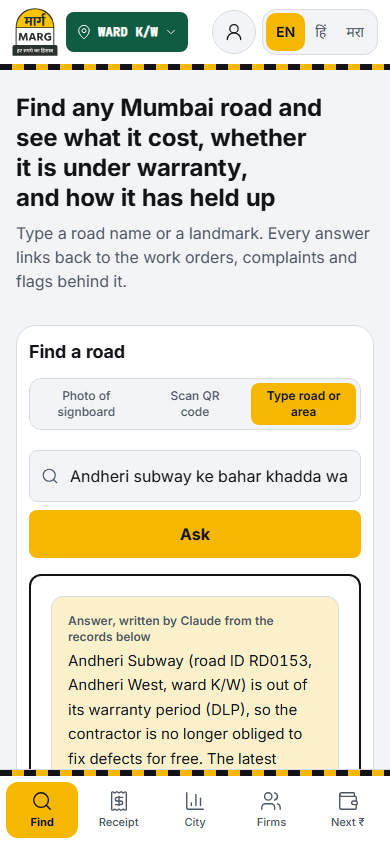 मार्ग
MARG
हर रुपये का हिसाब
WARD K/W
EN
हिं
मरा
Find any Mumbai road and
see what it cost, whether
it is under warranty,
and how it has held up
Type a road name or a landmark. Every answer
links back to the work orders, complaints and
flags behind it.
Find a road
Photo of
signboard
Scan QR
code
Type road or
area
Andheri subway ke bahar khadda wa
Ask
Answer, written by Claude from the
records below
Andheri Subway (road ID RD0153,
Andheri West, ward K/W) is out of
its warranty period (DLP), so the
contractor is no longer obliged to
fix defects for free. The latest
Find
Receipt
City
Firms
Next ₹